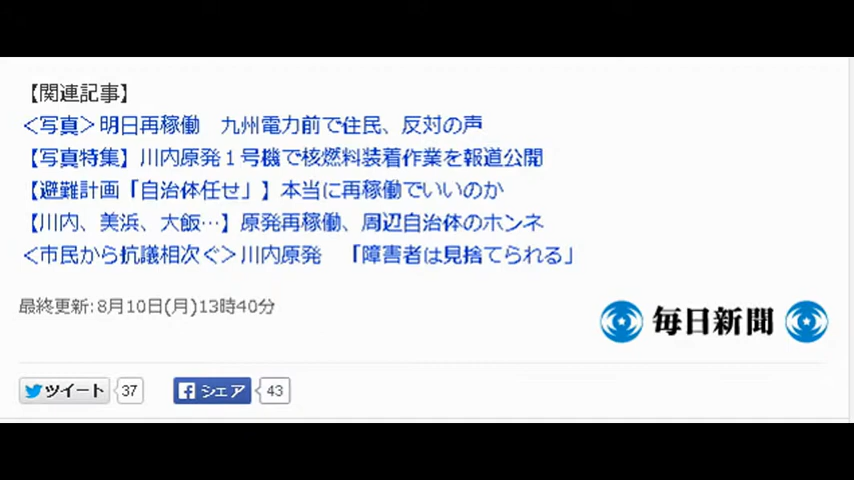 【関連記事】
＜写真＞明日再稼働　九州電力前で住民、反対の声
【写真特集】川内原発１号機で核燃料装着作業を報道公開
【避難計画「自治体任せ」】本当に再稼働でいいのか
【川内、美浜、大飯…】原発再稼働、周辺自治体のホンネ
＜市民から抗議相次ぐ＞川内原発　「障害者は見捨てられる」
最終更新:8月10日(月)13時40分
毎日新聞
ツイート 37 シェア 43